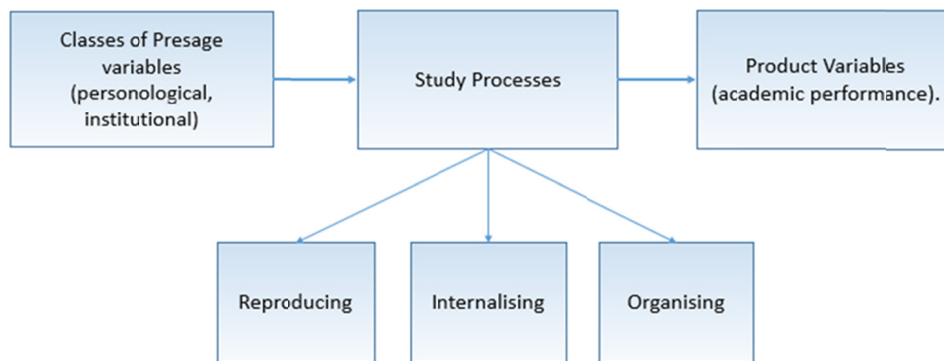 Classes of Presage
variables
(personological,
institutional)
Study Processes
Product Variables
(academic performance).
Reproducing
Internalising
Organising